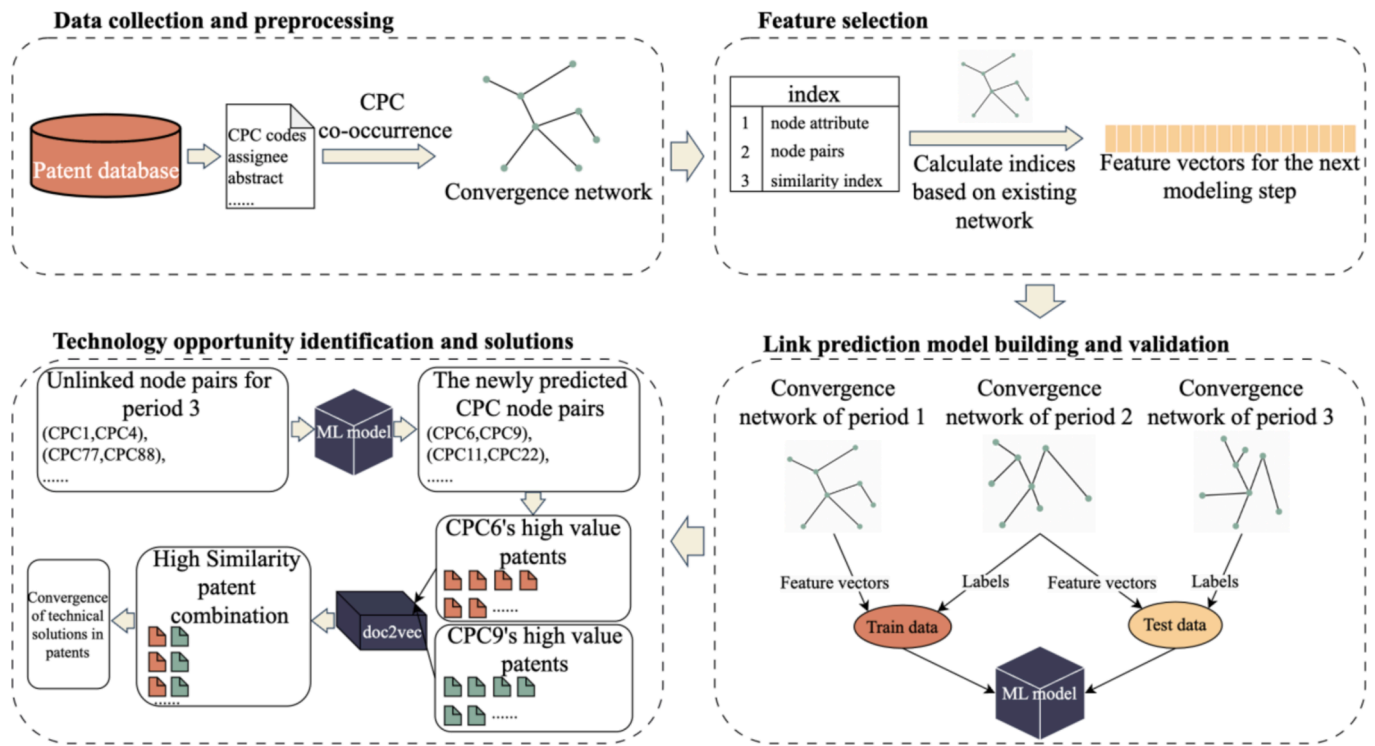 Data collection and preprocessing
Patent database
CPC codes
assignee
abstract
......
CPC
co-occurrence
Convergence network
Feature selection
index
1 node attribute
2 node pairs
3 similarity index
Calculate indices
based on existing
network
Feature vectors for the next
modeling step
Technology opportunity identification and solutions
Unlinked node pairs for
period 3
(CPC1,CPC4),
(CPC77,CPC88),
......
ML model
The newly predicted
CPC node pairs
(CPC6,CPC9),
(CPC11,CPC22),
......
CPC6's high value
patents
......
CPC9's high value
patents
......
doc2vec
High Similarity
patent
combination
......
Convergence
of technical
solutions in
patents
Link prediction model building and validation
Convergence
network of period 1
Convergence
network of period 2
Convergence
network of period 3
Feature vectors
Labels
Feature vectors
Labels
Train data
Test data
ML model